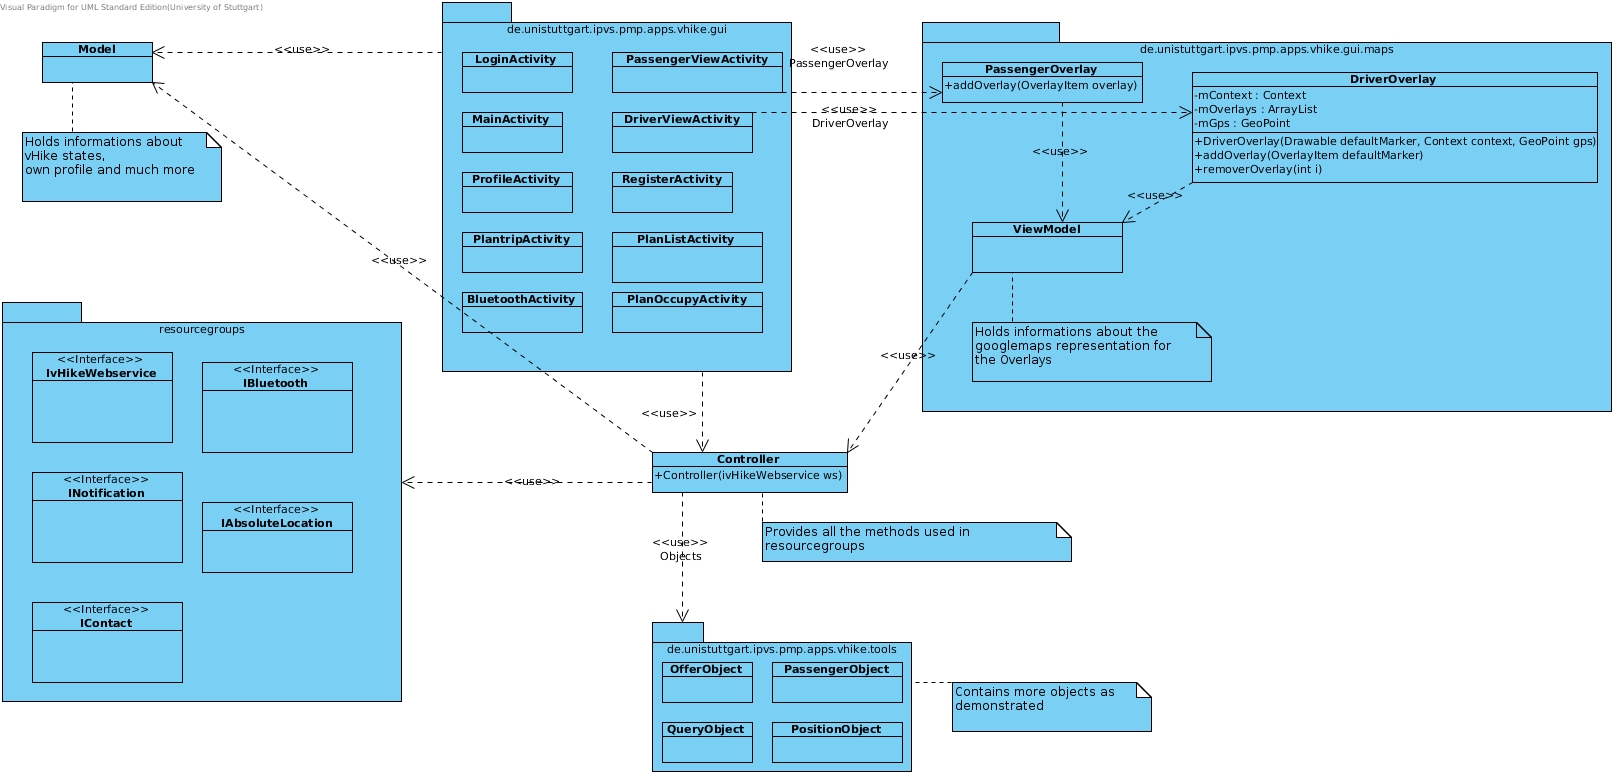 Visual Paradigm for UML Standard Edition(University of Stuttgart)
Model
<<use>>
Holds informations about
vHike states,
own profile and much more
de.unistuttgart.ipvs.pmp.apps.vhike.gui
LoginActivity
PassengerViewActivity
MainActivity
DriverViewActivity
ProfileActivity
RegisterActivity
PlantripActivity
PlanListActivity
BluetoothActivity
PlanOccupyActivity
<<use>>
PassengerOverlay
<<use>>
DriverOverlay
de.unistuttgart.ipvs.pmp.apps.vhike.gui.maps
PassengerOverlay
+addOverlay(OverlayItem overlay)
DriverOverlay
-mContext : Context
-mOverlays : ArrayList
-mGps : GeoPoint
+DriverOverlay(Drawable defaultMarker, Context context, GeoPoint gps)
+addOverlay(OverlayItem defaultMarker)
+removerOverlay(int i)
<<use>>
<<use>>
ViewModel
Holds informations about the
googlemaps representation for
the Overlays
<<use>>
<<use>>
<<use>>
resourcegroups
<<Interface>>
IvHikeWebservice
<<Interface>>
IBluetooth
<<Interface>>
INotification
<<Interface>>
IAbsoluteLocation
<<Interface>>
IContact
<<use>>
Controller
+Controller(ivHikeWebservice ws)
Provides all the methods used in
resourcegroups
<<use>>
Objects
de.unistuttgart.ipvs.pmp.apps.vhike.tools
OfferObject
PassengerObject
QueryObject
PositionObject
Contains more objects as
demonstrated